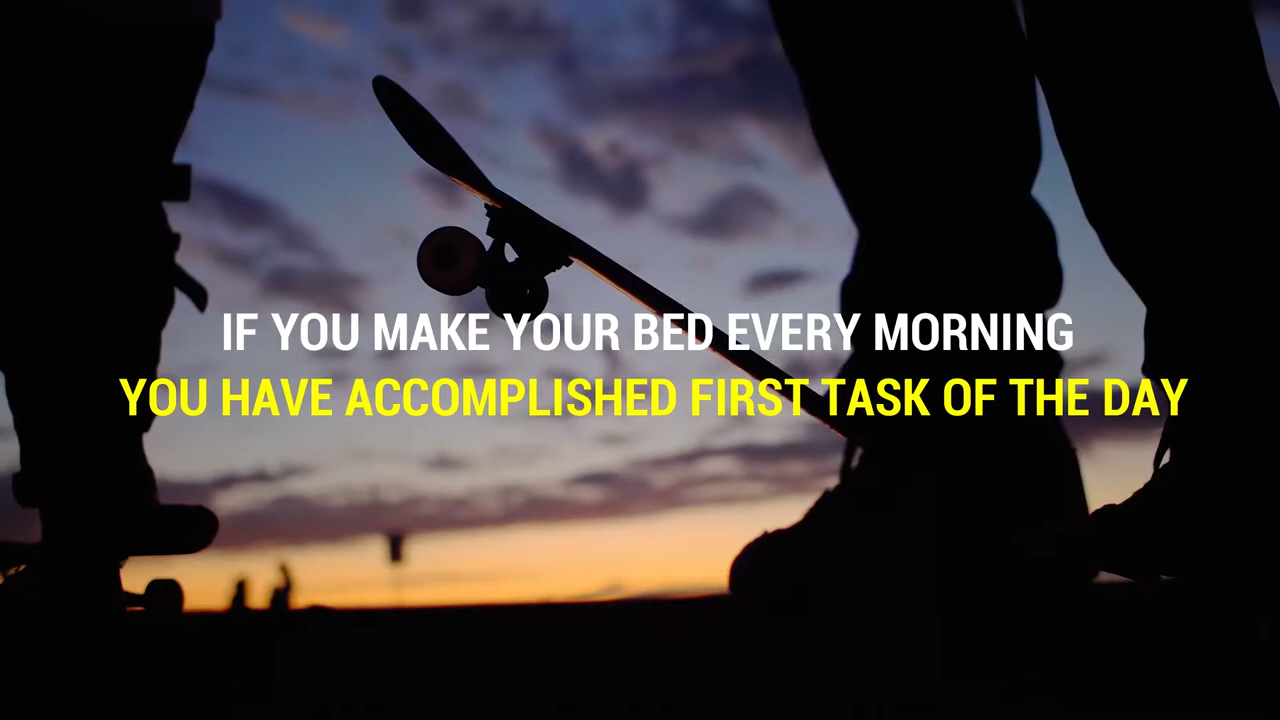 IF YOU MAKE YOUR BED EVERY MORNING
YOU HAVE ACCOMPLISHED FIRST TASK OF THE DAY